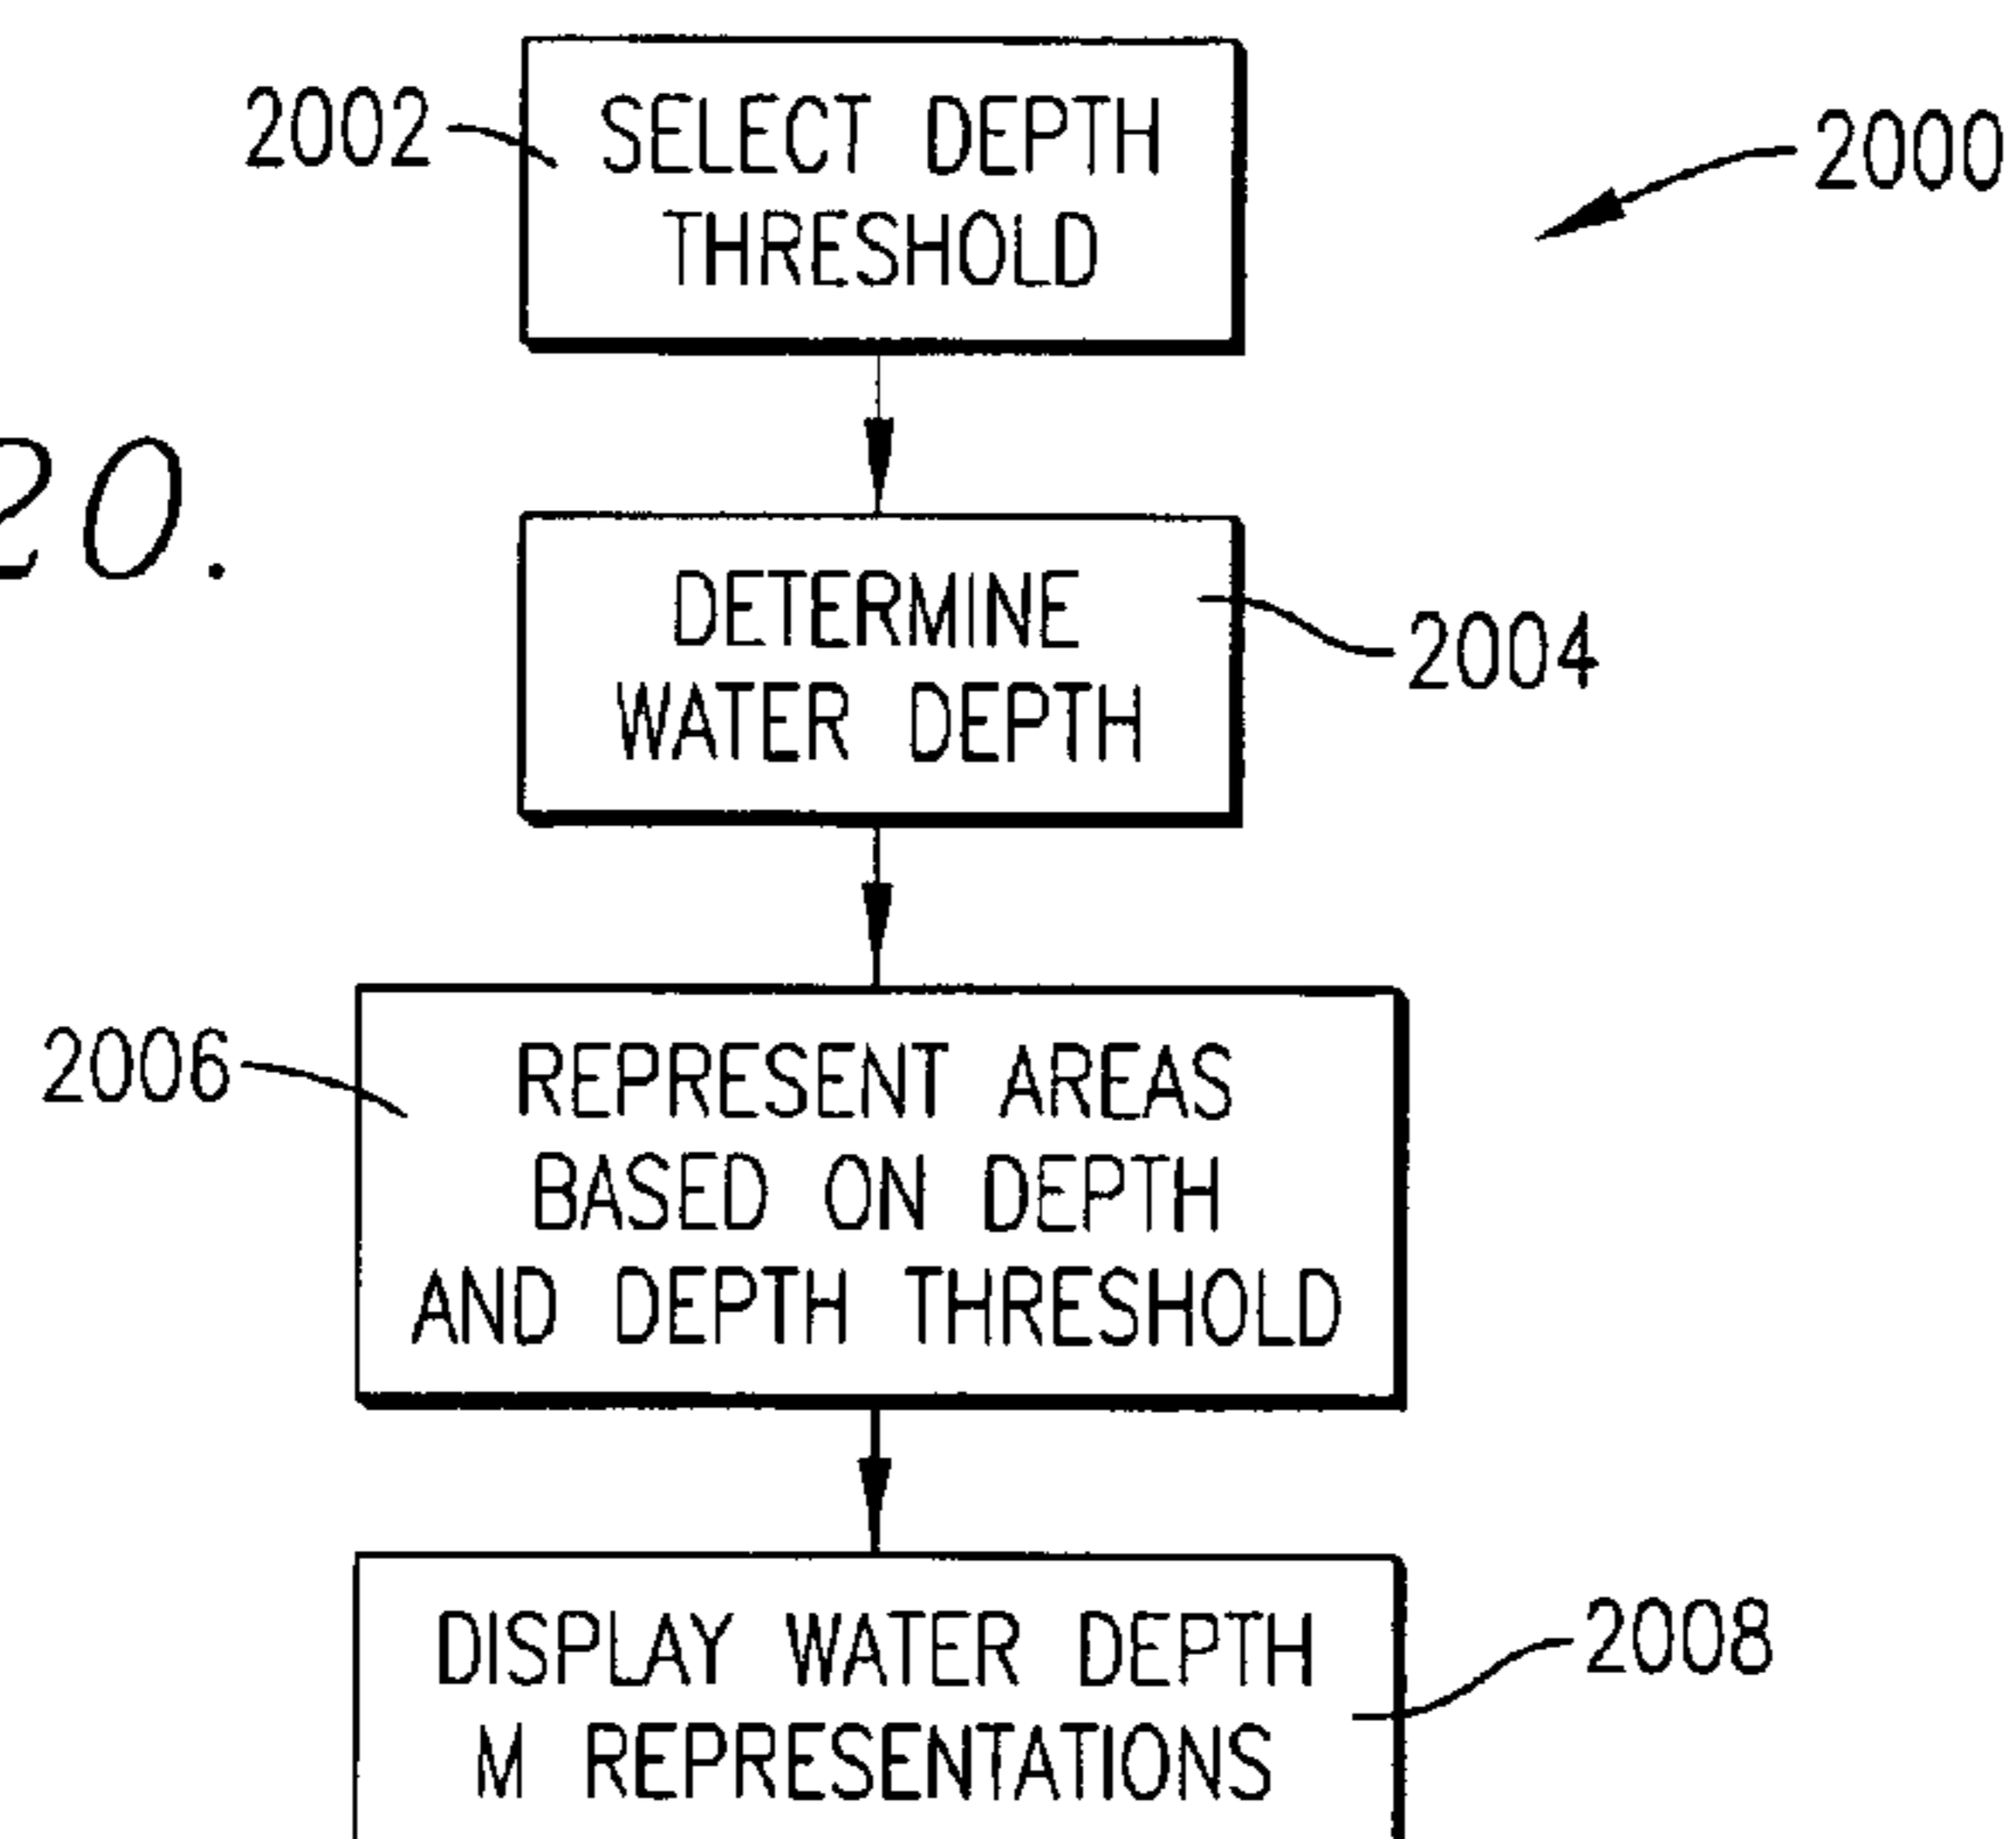 2002
SELECT DEPTH
THRESHOLD
2000
20.
DETERMINE
WATER DEPTH
2004
2006
REPRESENT AREAS
BASED ON DEPTH
AND DEPTH THRESHOLD
DISPLAY WATER DEPTH
M REPRESENTATIONS
2008